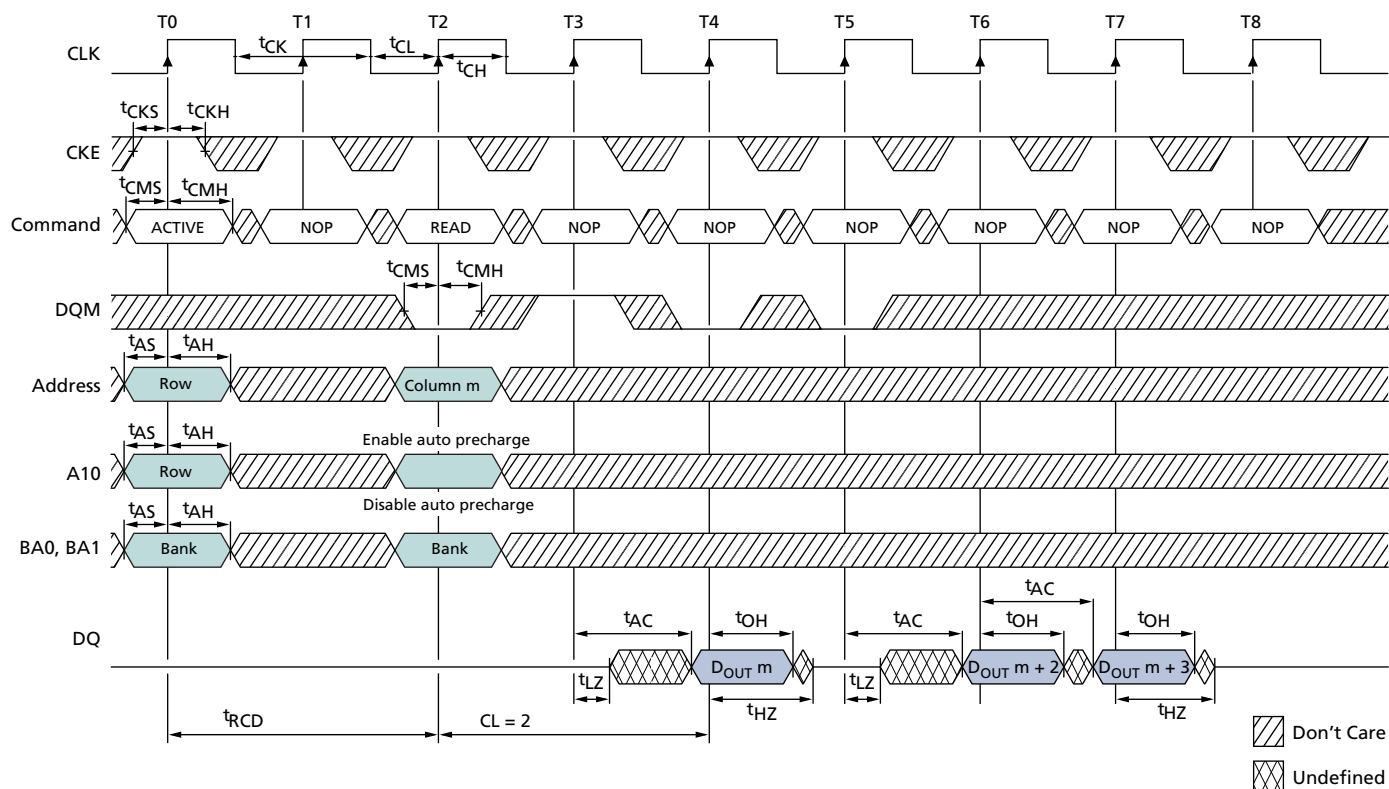 T0 T1 T2 T3 T4 T5 T6 T7 T8
CLK
tCK tCL
tCH
tCKS tCKH
CKE
tCMS tCMH
Command ACTIVE NOP READ NOP NOP NOP NOP NOP NOP
tCMS tCMH
DQM
tAS tAH
Address Row Column m
tAS tAH Enable auto precharge
A10 Row
Disable auto precharge
tAS tAH
BA0, BA1 Bank Bank
tAC
tAC tOH tAC tOH tOH
DQ
DOUT m DOUT m + 2 DOUT m + 3
tLZ tHZ tLZ tHZ
tRCD CL = 2
Don't Care
Undefined